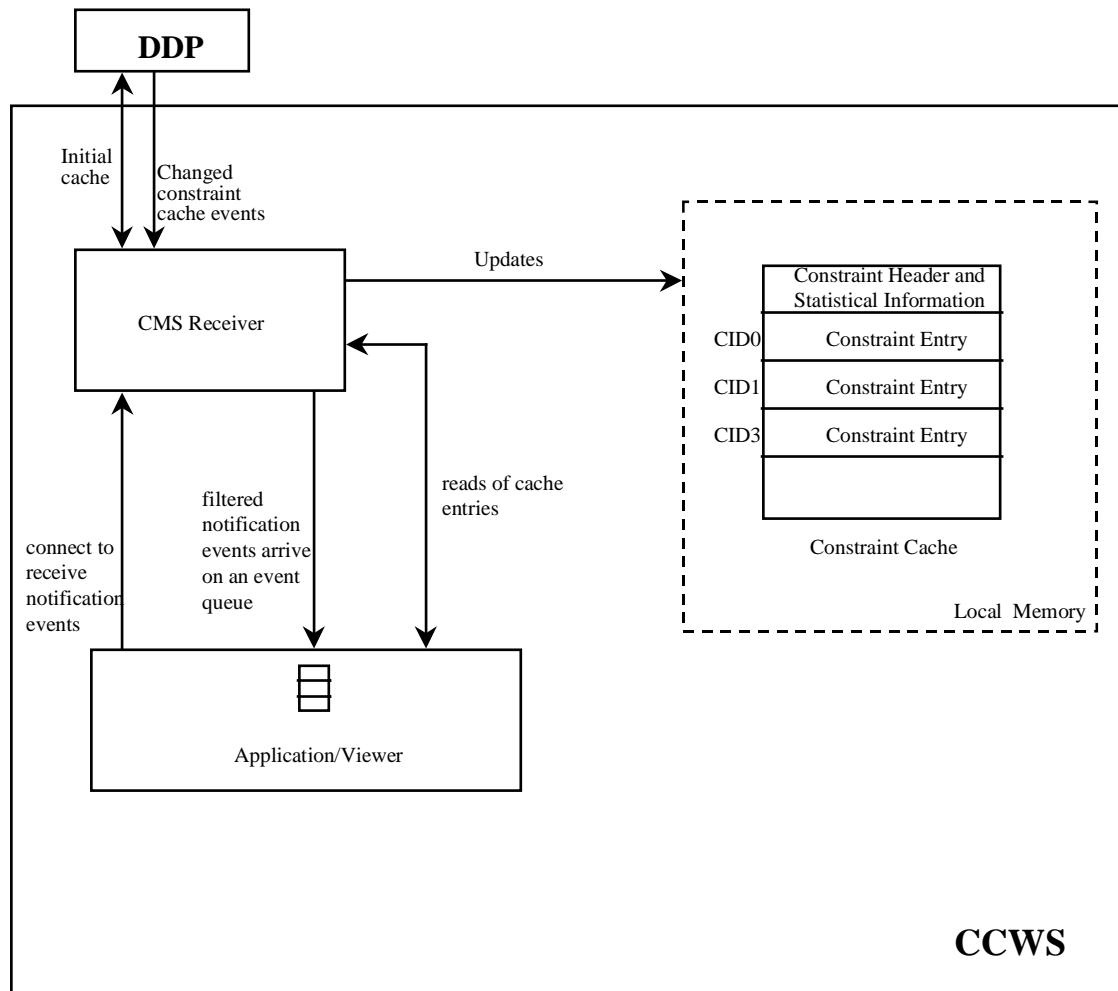 DDP
Initial
cache
Changed
constraint
cache events
Updates
CMS Receiver
Constraint Header and
Statistical Information
CID0 Constraint Entry
CID1 Constraint Entry
CID3 Constraint Entry
Constraint Cache
Local Memory
connect to
receive
notification
events
filtered
notification
events arrive
on an event
queue
reads of cache
entries
Application/Viewer
CCWS